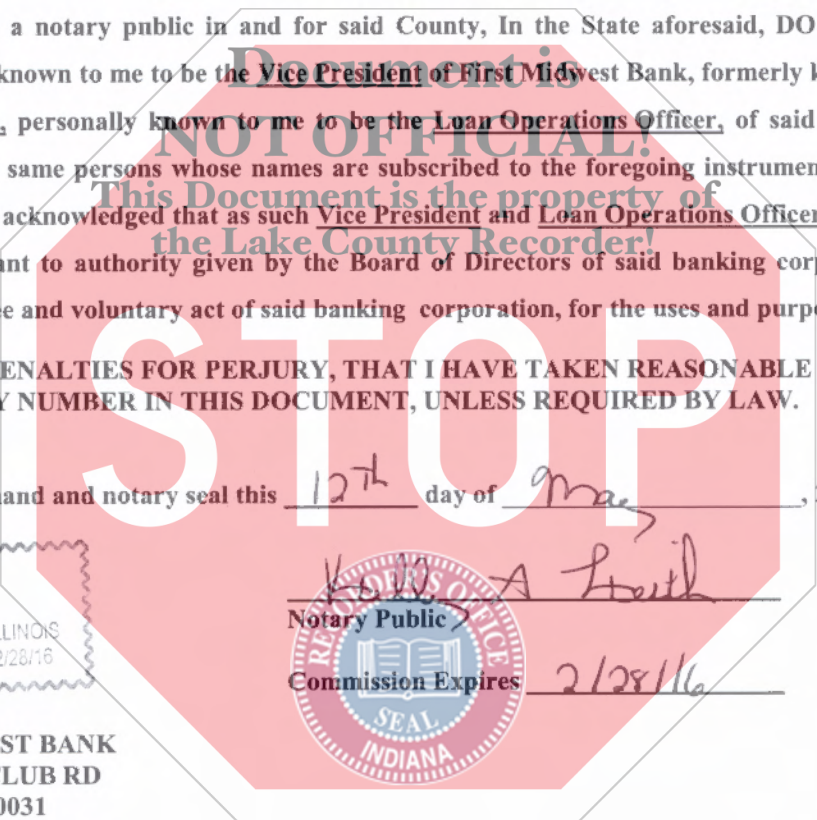 a notary pnblic in and for said County, In the State aforesaid, DO
Document is
known to me to be the Vice President of First Midwest Bank, formerly k
, personally known to me to be the Loan Operations Officer, of said
NOT OFFICIAL!
same persons whose names are subscribed to the foregoing instrumen
This Document is the property of
acknowledged that as such Vice President and Loan Operations Officer
the Lake County Recorder!
ant to authority given by the Board of Directors of said banking corp
e and voluntary act of said banking corporation, for the uses and purpo
STOP
ENALTIES FOR PERJURY, THAT I HAVE TAKEN REASONABLE
Y NUMBER IN THIS DOCUMENT, UNLESS REQUIRED BY LAW.
hand and notary seal this 12th day of May ,
A
Notary Public
LLINOIS
2/28/16
Commission Expires 2/28/16
RECORDER'S OFFICE
SEAL
INDIANA
ST BANK
CLUB RD
0031